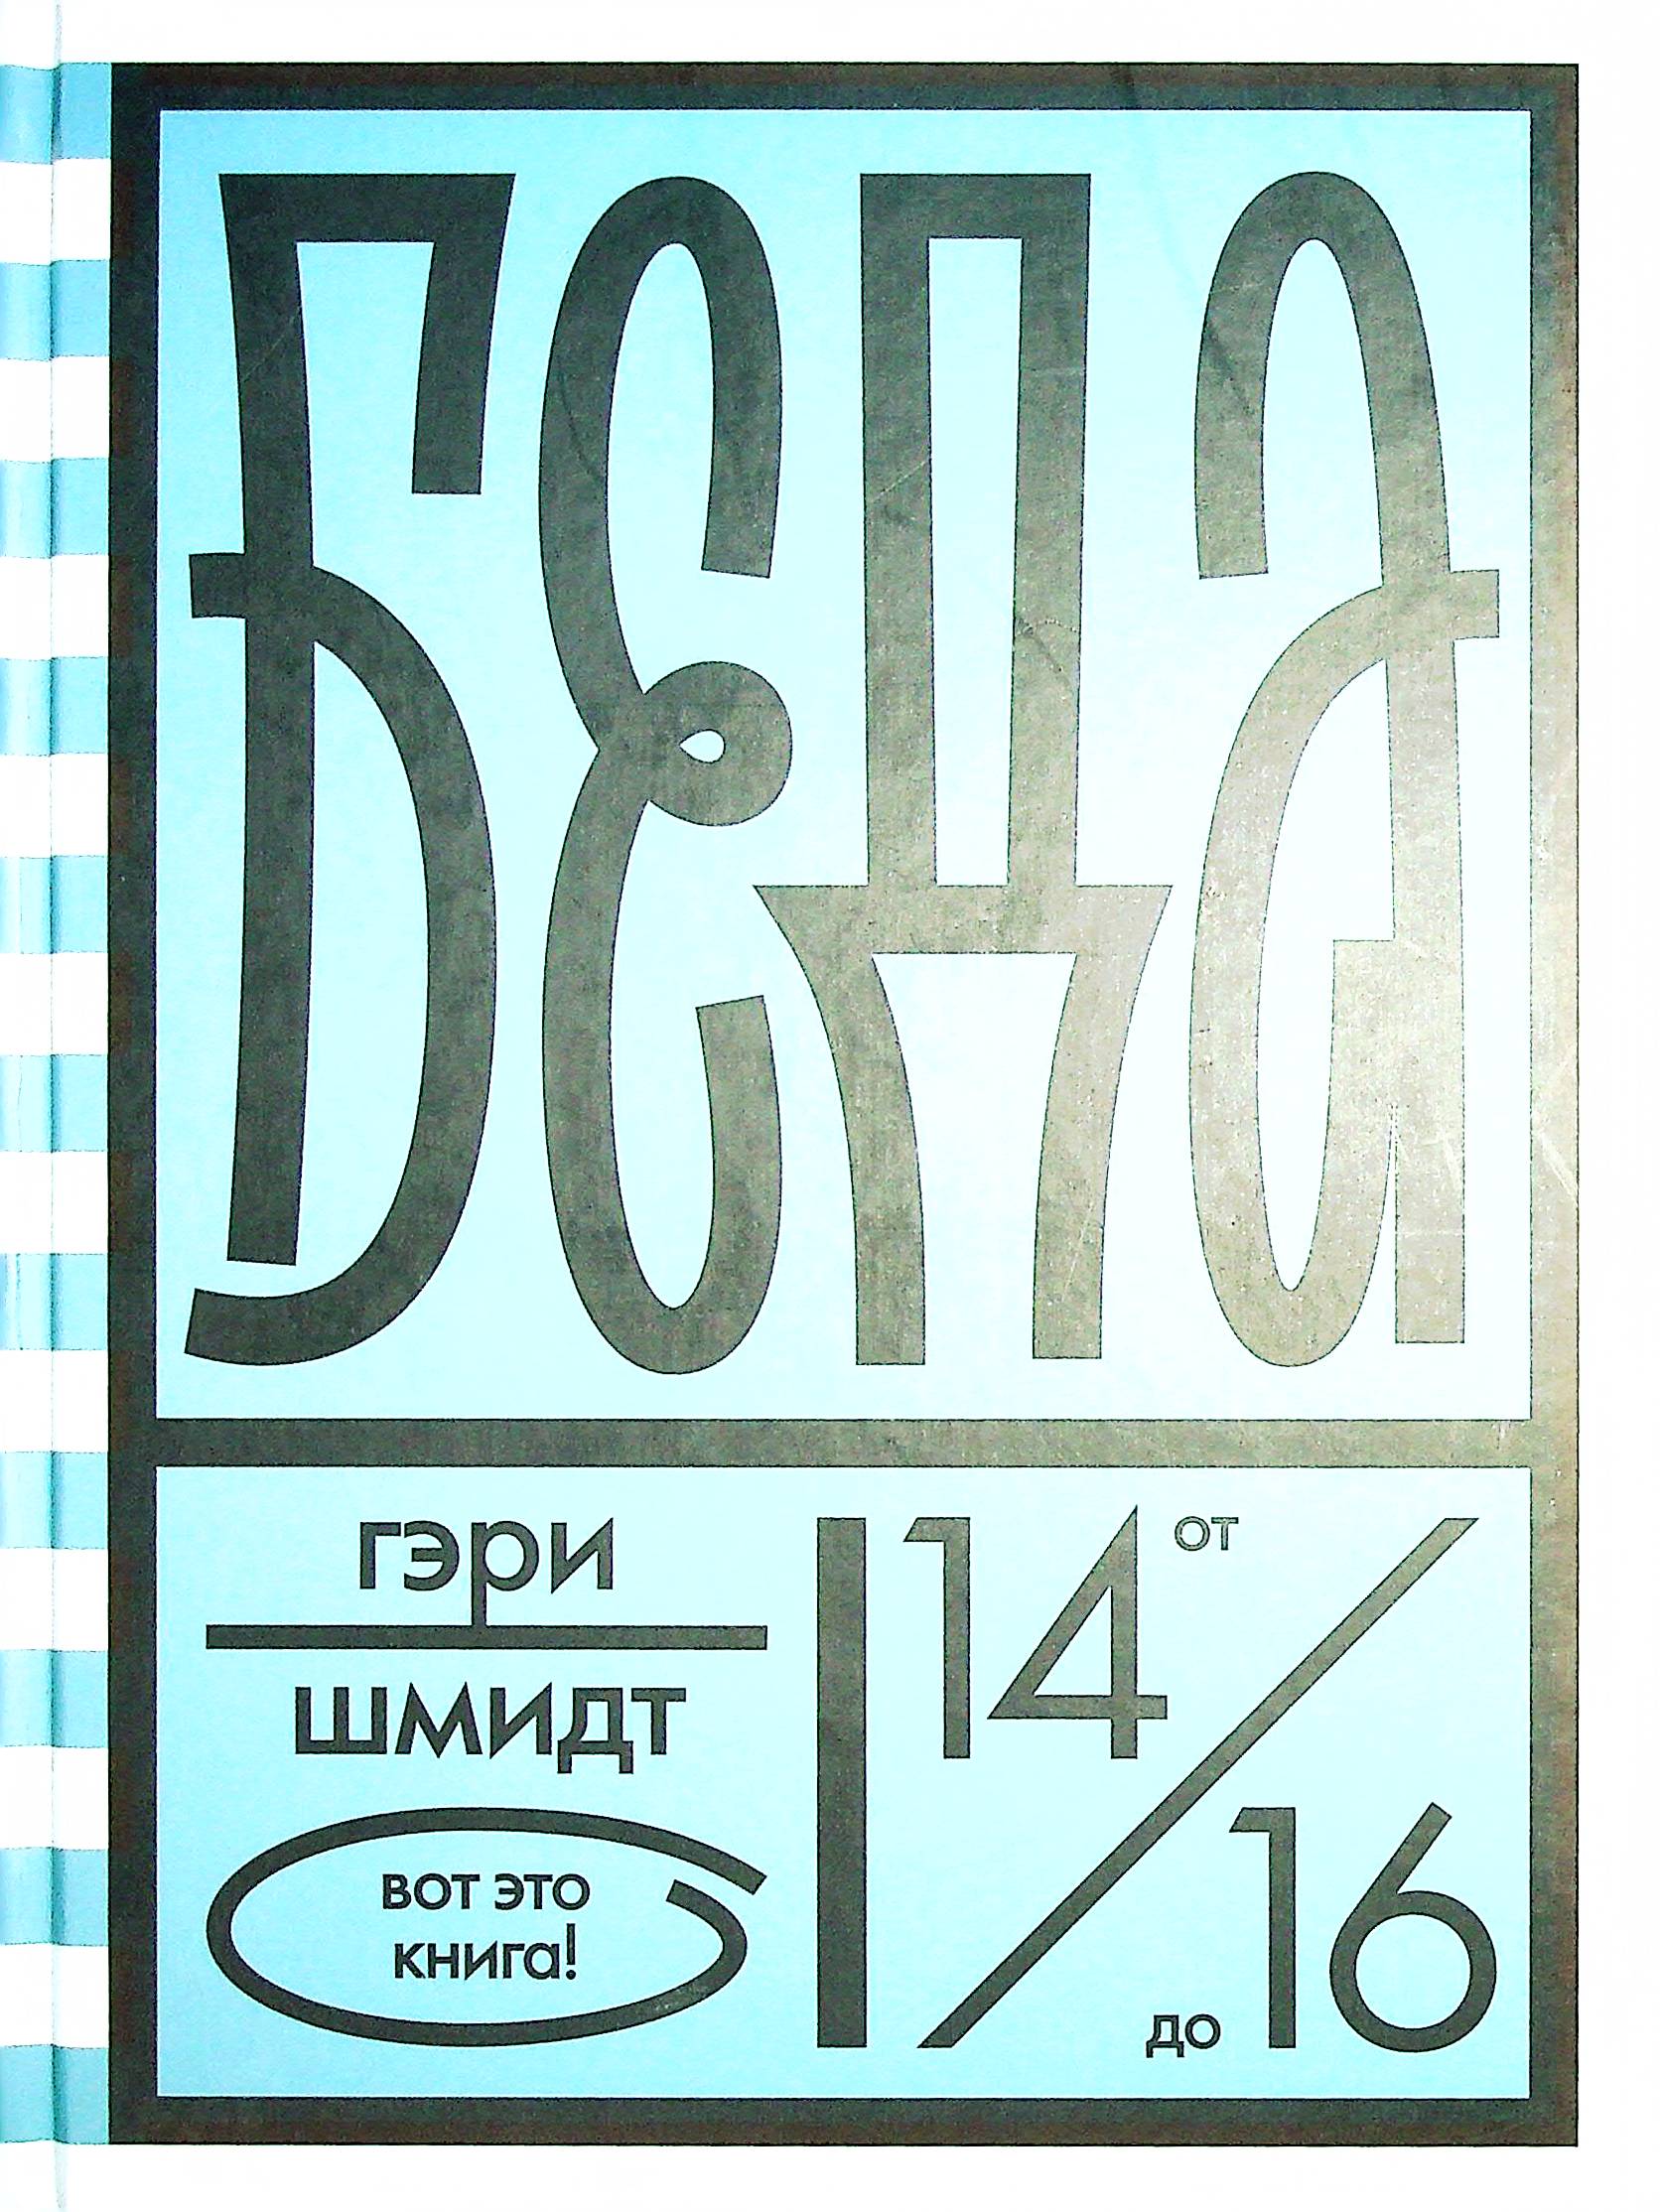 Беда
гэри
шмидт
вот это
книга!
от 14
до 16